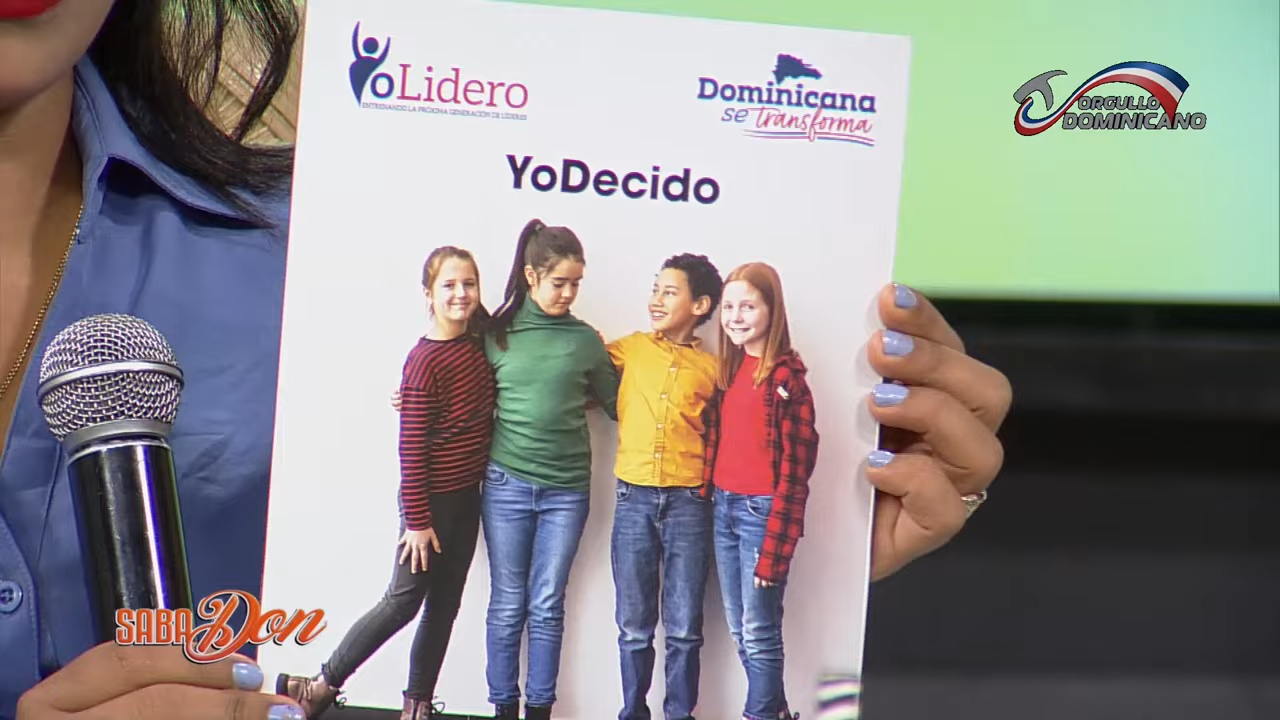 YoLidero
ENTRENANDO LA PRÓXIMA GENERACIÓN DE LÍDERES
Dominicana
se transforma
ORGULLO
DOMINICANO
YoDecido
SABADon